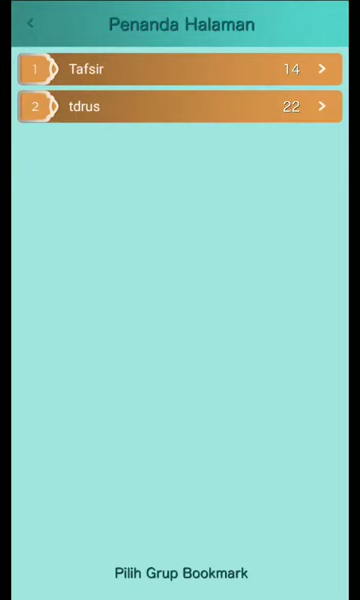 Penanda Halaman
1 Tafsir 14
2 tdrus 22
Pilih Grup Bookmark